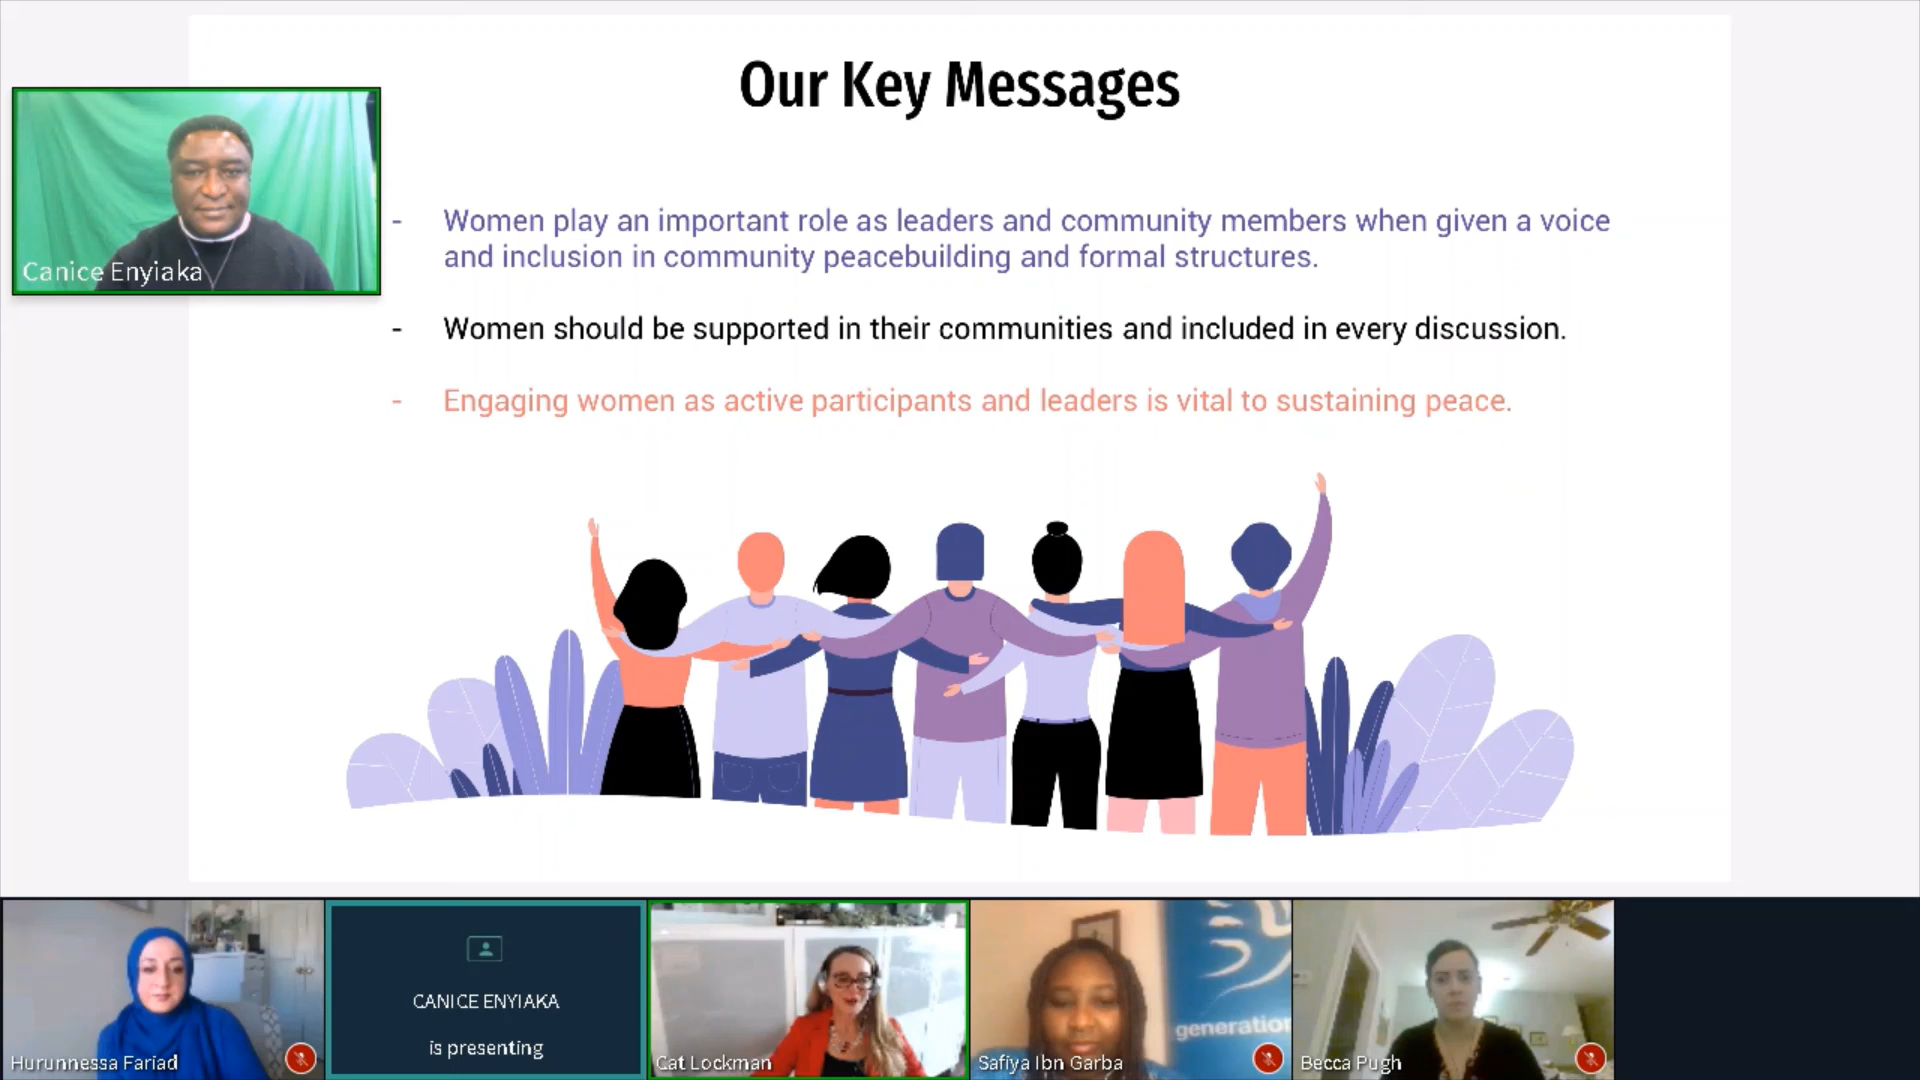 Our Key Messages
Canice Enyiaka
- Women play an important role as leaders and community members when given a voice
and inclusion in community peacebuilding and formal structures.
- Women should be supported in their communities and included in every discussion.
- Engaging women as active participants and leaders is vital to sustaining peace.
Hurunnessa Fariad
CANICE ENYIAKA
is presenting
Cat Lockman
Safiya Ibn Garba
generation
Becca Pugh